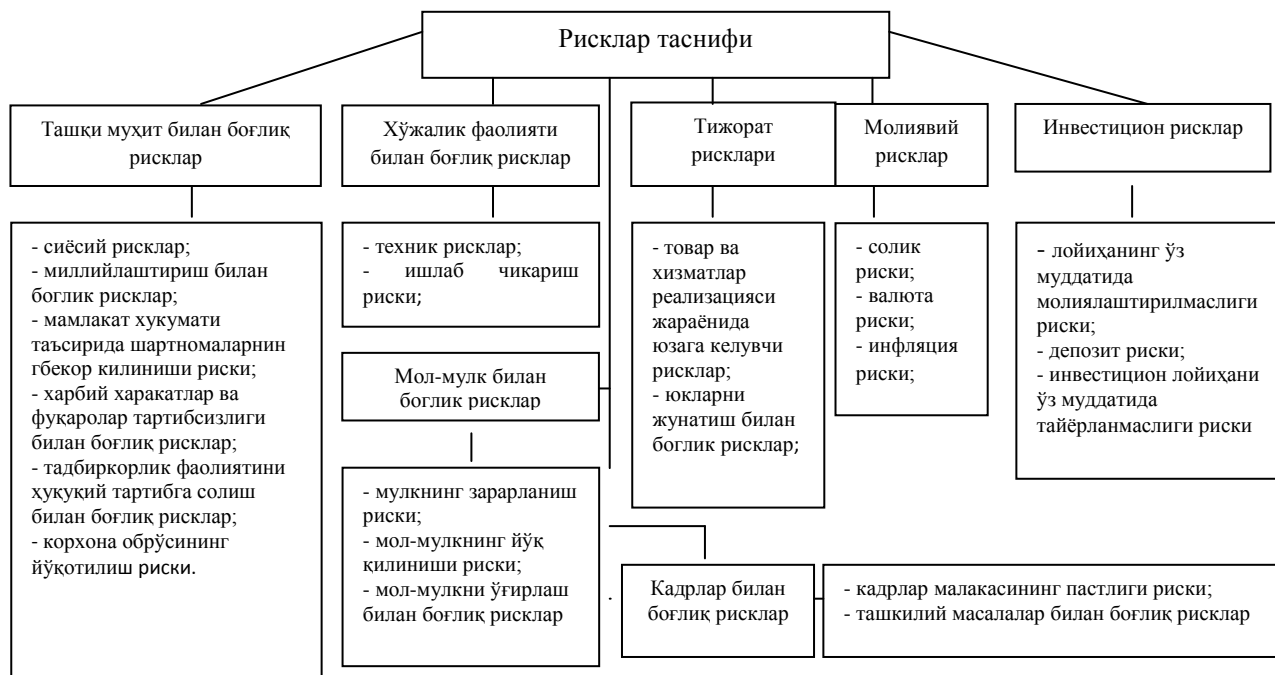 Рисклар таснифи
Ташқи муҳит билан боғлиқ
рисклар
- сиёсий рисклар;
- миллийлаштириш билан
боглик рисклар;
- мамлакат хукумати
таъсирида шартномаларнин
гбекор килиниши риски;
- харбий харакатлар ва
фуқаролар тартибсизлиги
билан боғлиқ рисклар;
- тадбиркорлик фаолиятини
ҳуқуқий тартибга солиш
билан боғлиқ рисклар;
- корхона обрўсининг
йўқотилиш риски.
Хўжалик фаолияти
билан боғлиқ рисклар
- техник рисклар;
- ишлаб чикариш
риски;
Мол-мулк билан
боглик рисклар
- мулкнинг зарарланиш
риски;
- мол-мулкнинг йўқ
қилиниши риски;
- мол-мулкни ўғирлаш
билан боғлиқ рисклар
Тижорат
рисклари
- товар ва
хизматлар
реализацияси
жараёнида
юзага келувчи
рисклар;
- юкларни
жунатиш билан
боглик рисклар;
Молиявий
рисклар
- солик
риски;
- валюта
риски;
- инфляция
риски;
Инвестицион рисклар
- лойиҳанинг ўз
муддатида
молиялаштирилмаслиги
риски;
- депозит риски;
- инвестицион лойиҳани
ўз муддатида
тайёрланмаслиги риски
Кадрлар билан
боғлиқ рисклар
- кадрлар малакасининг пастлиги риски;
- ташкилий масалалар билан боғлиқ рисклар